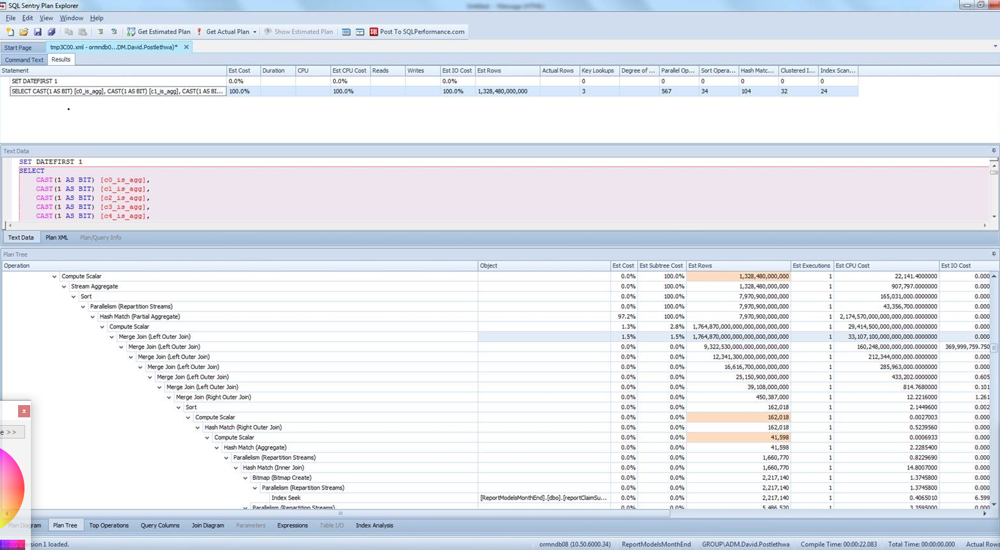 SQL Sentry Plan Explorer
File Edit View Window Help
Get Estimated Plan Get Actual Plan Show Estimated Plan SQL Post To SQLPerformance.com
Start Page tmp3C00.xml - ormndb0...DM.David.Postlethwa)*
Command Text Results
Statement Est Cost Duration CPU Est CPU Cost Reads Writes Est IO Cost Est Rows Actual Rows Key Lookups Degree of ... Parallel Op... Sort Opera... Hash Matc... Clustered I... Index Scan...
SET DATEFIRST 1 0.0% 0.0% 0.0% 0 0 0 0 0 0
SELECT CAST(1 AS BIT) [c0_is_agg], CAST(1 AS BIT) [c1_is_agg], CAST(1 AS BI... 100.0% 100.0% 100.0% 1,328,480,000,000 3 567 34 104 32 24
Text Data
SET DATEFIRST 1
SELECT
CAST(1 AS BIT) [c0_is_agg],
CAST(1 AS BIT) [c1_is_agg],
CAST(1 AS BIT) [c2_is_agg],
CAST(1 AS BIT) [c3_is_agg],
CAST(1 AS BIT) [c4_is_agg],
Text Data Plan XML Plan/Query Info
Plan Tree
Operation Object Est Cost Est Subtree Cost Est Rows Est Executions Est CPU Cost Est IO Cost
Compute Scalar 0.0% 100.0% 1,328,480,000,000 1 22,141.4000000 0.000
Stream Aggregate 0.0% 100.0% 1,328,480,000,000 1 907,797.0000000 0.000
Sort 0.0% 100.0% 7,970,900,000,000 1 165,031,000.0000000 0.000
Parallelism (Repartition Streams) 0.0% 100.0% 7,970,900,000,000 1 43,356,700.0000000 0.000
Hash Match (Partial Aggregate) 97.2% 100.0% 7,970,900,000,000 1 2,174,570,000,000,000,000.0000000 0.000
Compute Scalar 1.3% 2.8% 1,764,870,000,000,000,000,000 1 29,414,500,000,000,000.0000000 0.000
Merge Join (Left Outer Join) 1.5% 1.5% 1,764,870,000,000,000,000,000 1 33,107,100,000,000,000.0000000 0.000
Merge Join (Left Outer Join) 0.0% 0.0% 9,322,530,000,000,000,000 1 160,248,000,000,000.0000000 369,999,759.750
Merge Join (Left Outer Join) 0.0% 0.0% 12,341,300,000,000,000 1 212,344,000,000.0000000 0.000
Merge Join (Left Outer Join) 0.0% 0.0% 16,616,700,000,000,000 1 285,963,000.0000000 0.000
Merge Join (Left Outer Join) 0.0% 0.0% 25,150,900,000,000 1 433,202.0000000 0.605
Merge Join (Left Outer Join) 0.0% 0.0% 39,108,000,000 1 814.7680000 0.101
Merge Join (Right Outer Join) 0.0% 0.0% 450,387,000 1 12.2216000 1.261
Sort 0.0% 0.0% 162,018 1 2.1449600 0.002
Compute Scalar 0.0% 0.0% 162,018 1 0.0027003 0.000
Hash Match (Right Outer Join) 0.0% 0.0% 162,018 1 0.5239560 0.000
Compute Scalar 0.0% 0.0% 41,598 1 0.0006933 0.000
Hash Match (Aggregate) 0.0% 0.0% 41,598 1 2.2285400 0.000
Parallelism (Repartition Streams) 0.0% 0.0% 1,660,770 1 0.8229690 0.000
Hash Match (Inner Join) 0.0% 0.0% 1,660,770 1 14.8007000 0.000
Bitmap (Bitmap Create) 0.0% 0.0% 2,217,140 1 1.3745800 0.000
Parallelism (Repartition Streams) 0.0% 0.0% 2,217,140 1 1.3745800 0.000
Index Seek [ReportModelsMonthEnd].[dbo].[reportClaimSu... 0.0% 0.0% 2,217,140 1 0.4065010 6.599
Parallelism (Repartition Streams) 0.0% 0.0% 5,486,520 1 3.3595000 0.000
e >>
Plan Diagram Plan Tree Top Operations Query Columns Join Diagram Parameters Expressions Table I/O Index Analysis
History version 1 loaded. ormndb08 (10.50.6000.34) ReportModelsMonthEnd GROUP\ADM.David.Postlethwa Compile Time: 00:00:22.083 Total Time: 00:00:00.000 Actual Rows